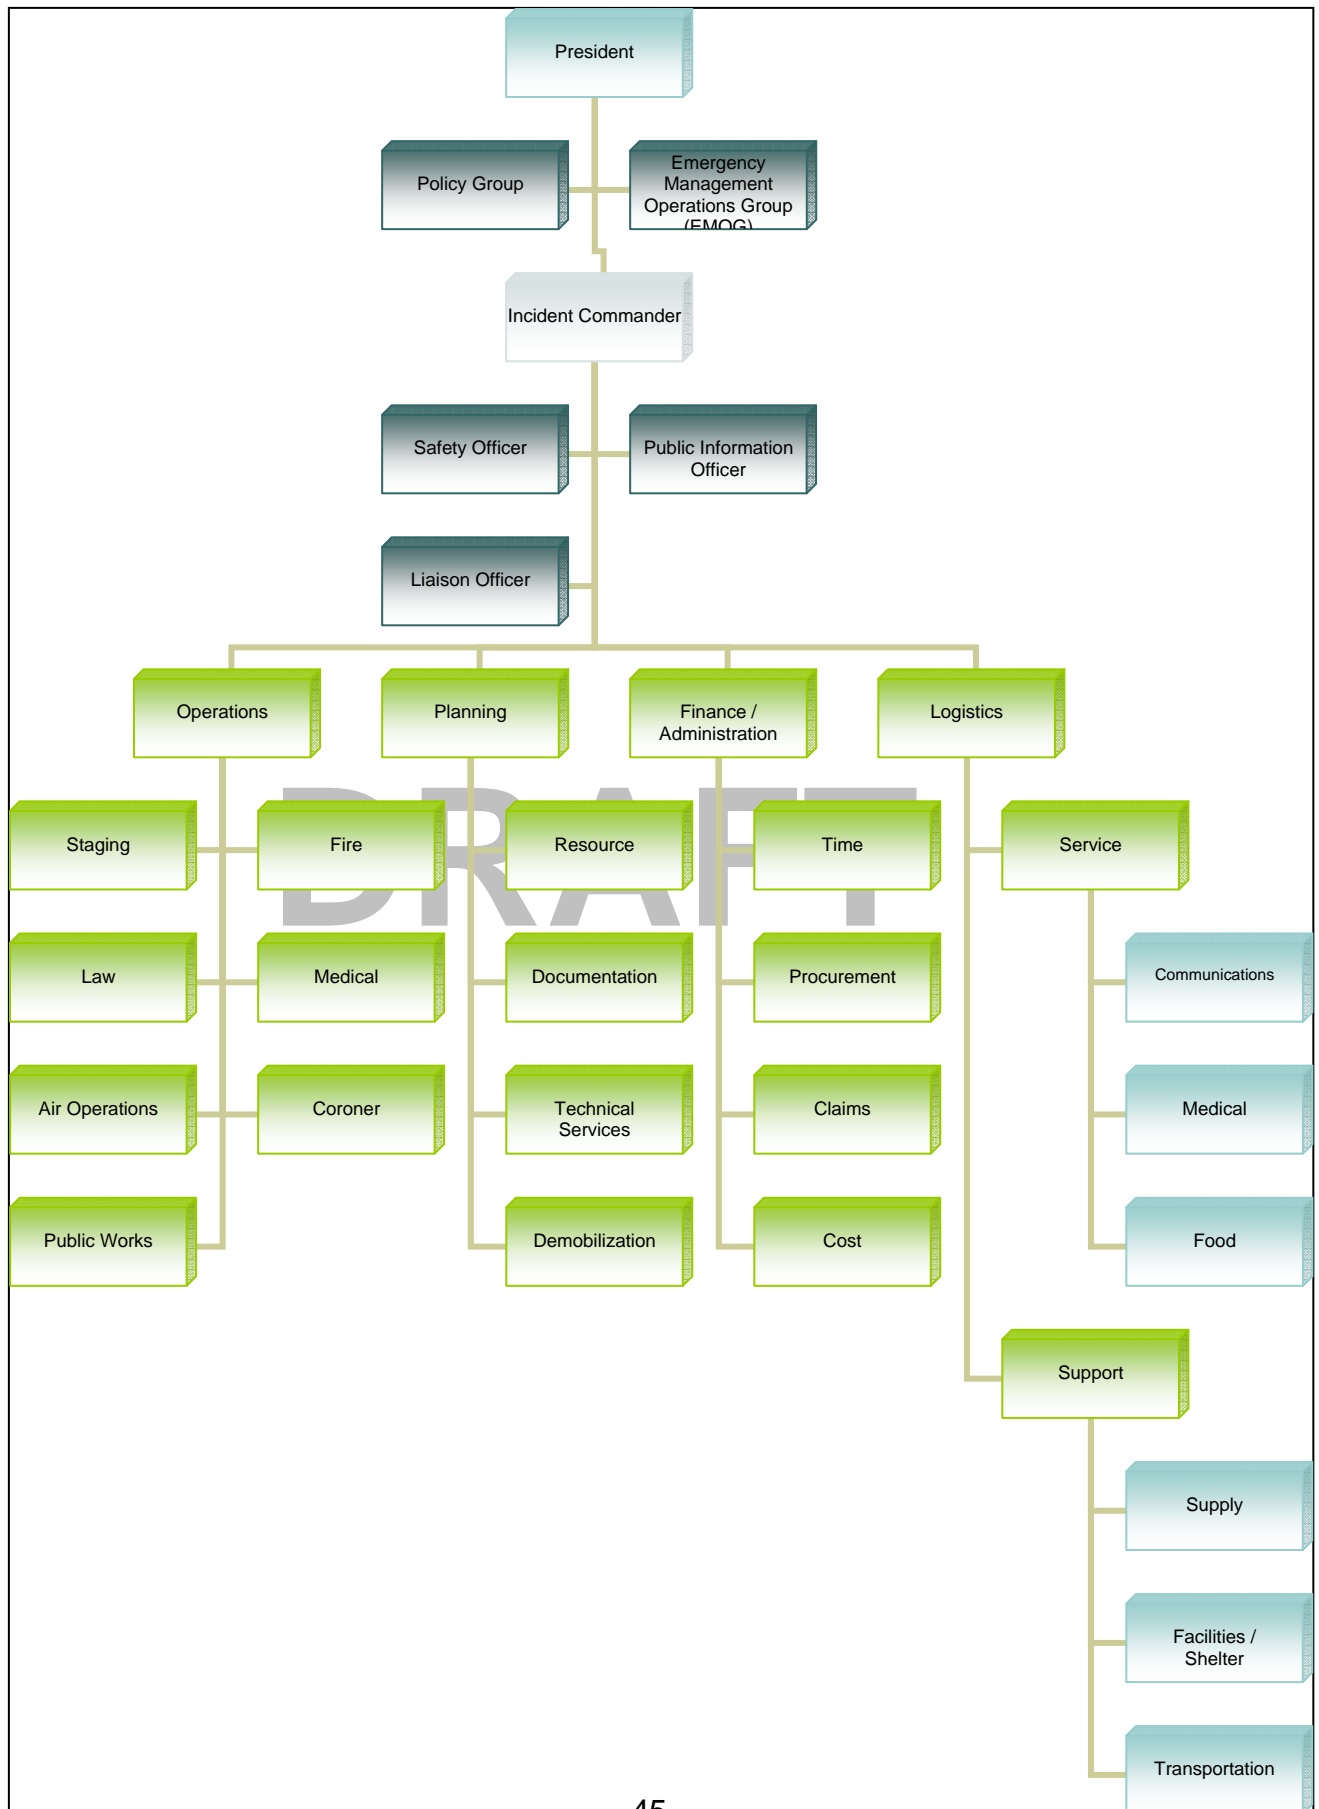 President
Policy Group
Emergency
Management
Operations Group
(EMOG)
Incident Commander
Safety Officer
Public Information
Officer
Liaison Officer
Operations
Planning
Finance /
Administration
Logistics
DRAFT
Staging
Fire
Resource
Time
Service
Law
Medical
Documentation
Procurement
Communications
Air Operations
Coroner
Technical
Services
Claims
Medical
Public Works
Demobilization
Cost
Food
Support
Supply
Facilities /
Shelter
Transportation
45